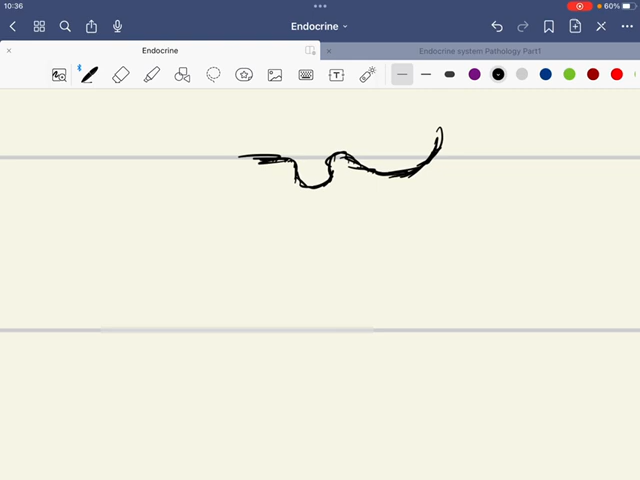 10:36
60%
Endocrine
Endocrine
Endocrine system Pathology Part1
T